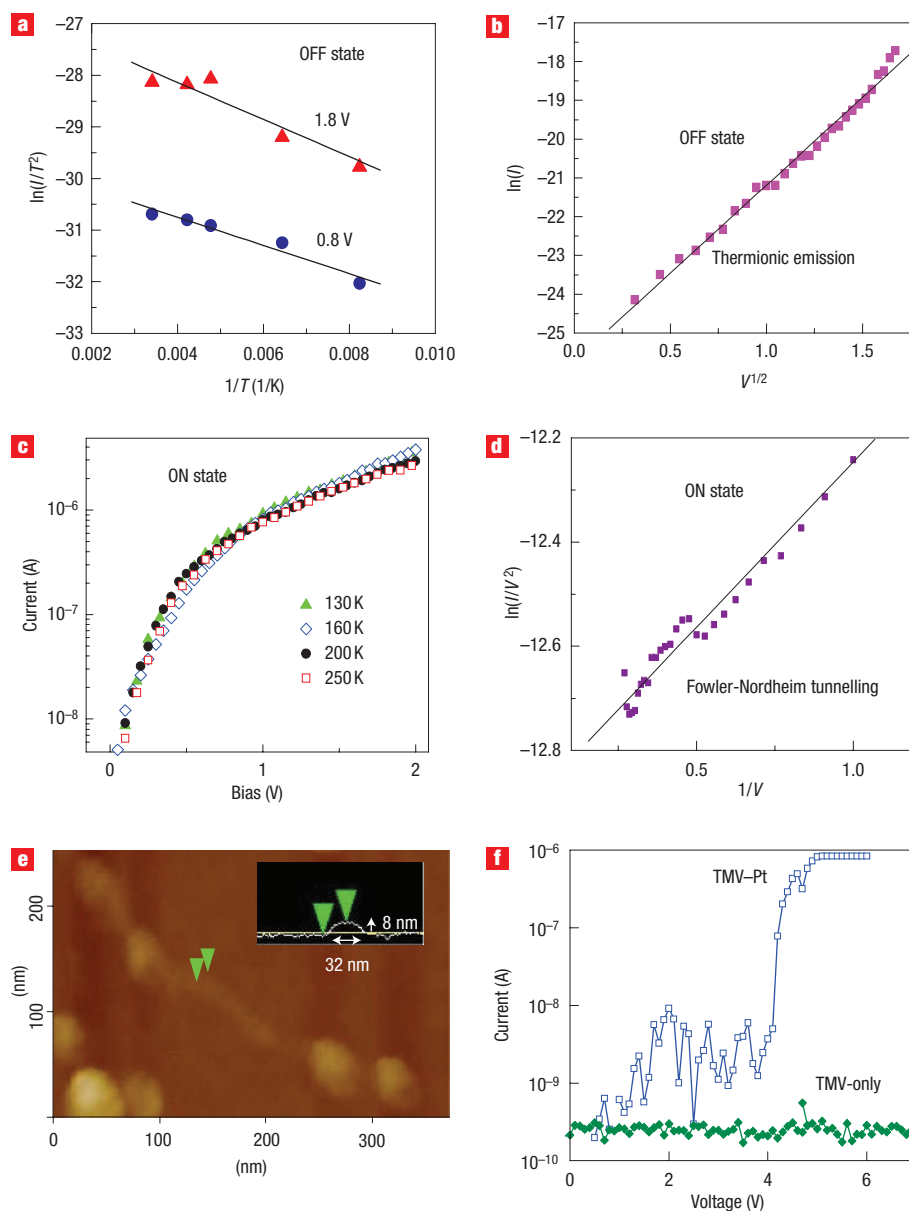 a
OFF state
1.8 V
0.8 V
−27
−28
−29
−30
−31
−32
−33
ln(I/T²)
0.002
0.004
0.006
0.008
0.010
1/T (1/K)
b
OFF state
Thermionic emission
−17
−18
−19
−20
−21
−22
−23
−24
−25
ln(I)
0.0
0.5
1.0
1.5
V^1/2
c
ON state
10⁻⁶
10⁻⁷
10⁻⁸
Current (A)
130 K
160 K
200 K
250 K
0
1
2
Bias (V)
d
ON state
Fowler-Nordheim tunnelling
−12.2
−12.4
−12.6
−12.8
ln(I/V²)
0.5
1.0
1/V
e
200
100
(nm)
8 nm
32 nm
0
100
200
300
(nm)
f
TMV–Pt
TMV-only
10⁻⁶
10⁻⁸
10⁻⁹
10⁻¹⁰
Current (A)
0
2
4
6
Voltage (V)